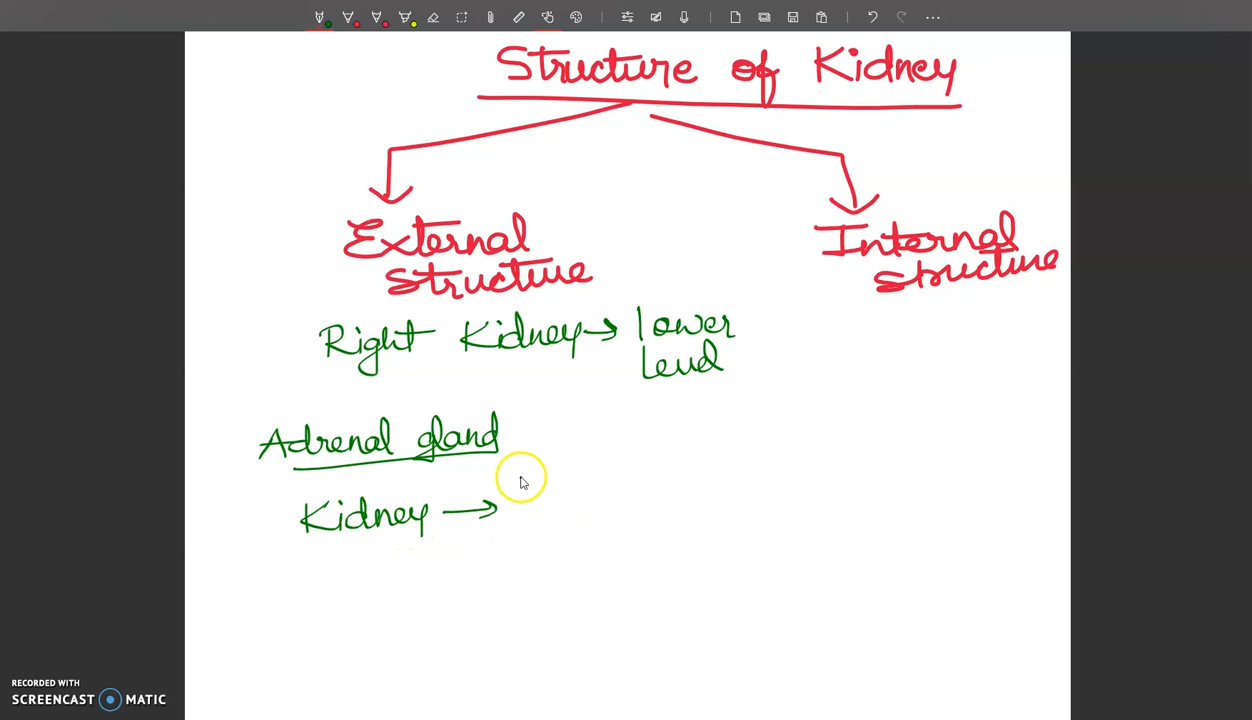 Structure of Kidney
External
Structure
Internal
Structure
Right Kidney → lower
level
Adrenal gland
Kidney →
RECORDED WITH
SCREENCAST MATIC